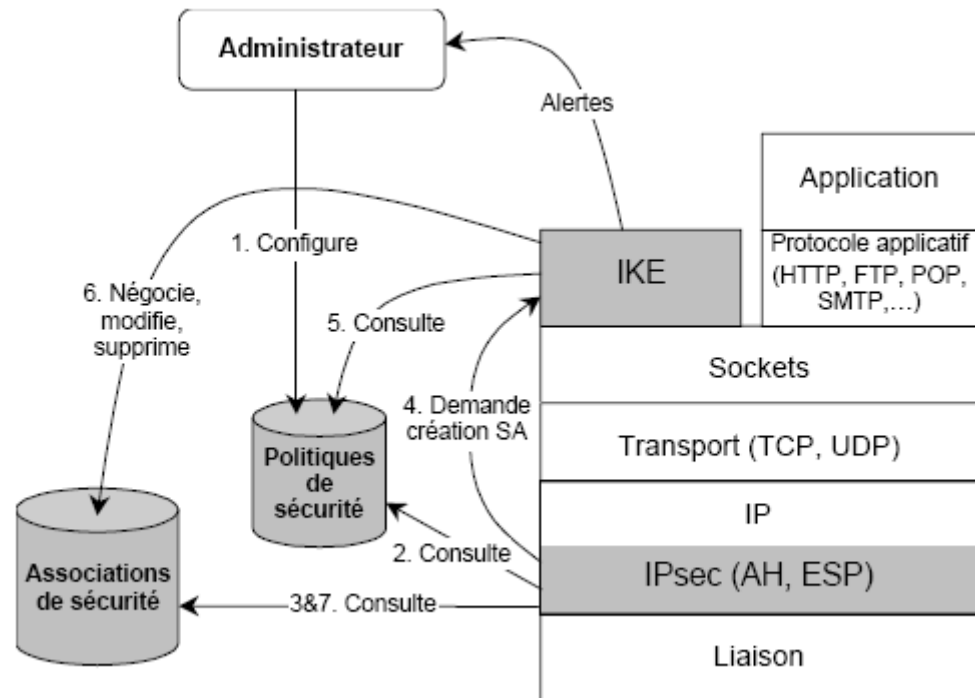 Administrateur
Alertes
Application
1. Configure
IKE
Protocole applicatif
(HTTP, FTP, POP,
SMTP,...)
6. Négocie,
modifie,
supprime
5. Consulte
Sockets
4. Demande
création SA
Transport (TCP, UDP)
Politiques
de
sécurité
IP
2. Consulte
IPsec (AH, ESP)
Associations
de sécurité
3&7. Consulte
Liaison